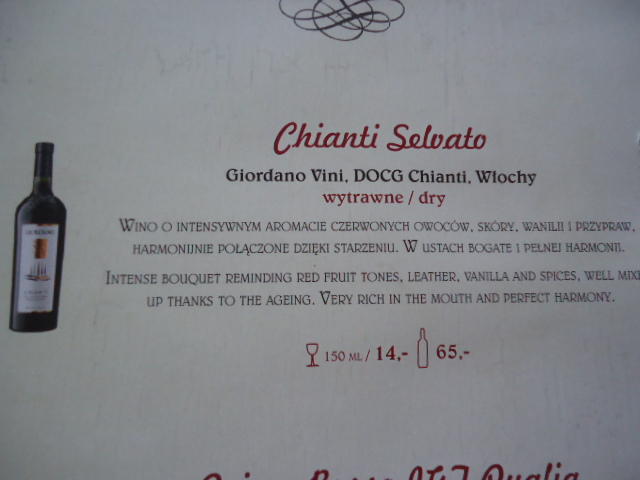 Chianti Selvato
Giordano Vini, DOCG Chianti, Włochy
wytrawne / dry
Wino o intensywnym aromacie czerwonych owoców, skóry, wanilii i przypraw,
harmonijnie połączone dzięki starzeniu. W ustach bogate i pełnej harmonii.
Intense bouquet reminding red fruit tones, leather, vanilla and spices, well mixe
up thanks to the ageing. Very rich in the mouth and perfect harmony.
150 ml / 14,- 65,-